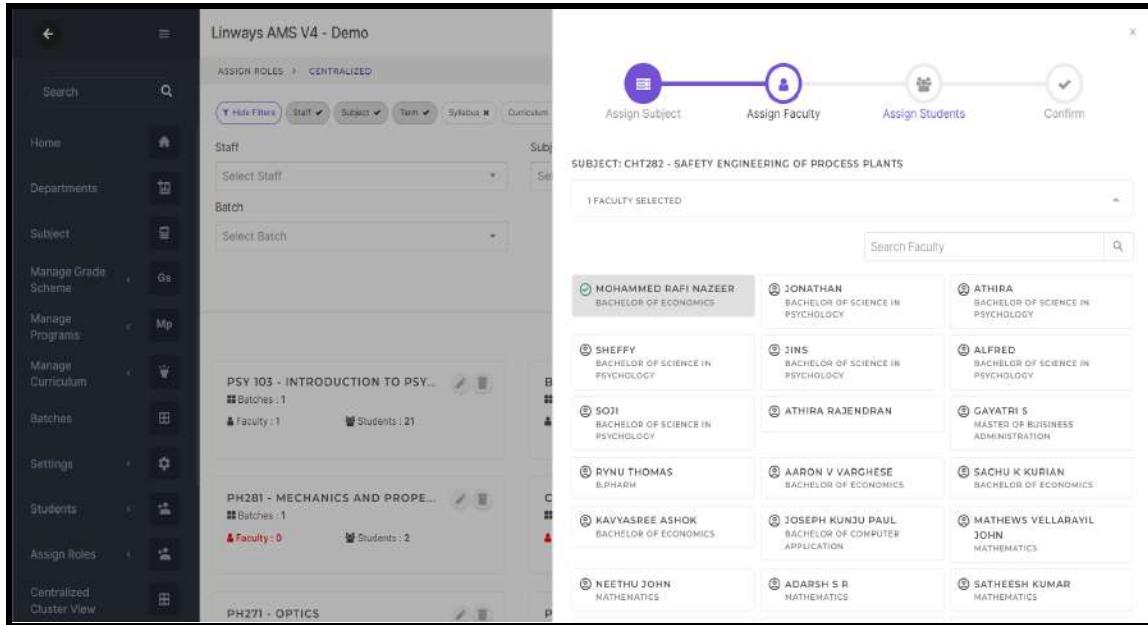 Linways AMS V4 - Demo
Search
Home
Departments
Subject
Manage Grade
Scheme
Gs
Manage
Programs
Mp
Manage
Curriculum
Batches
Settings
Students
Assign Roles
Centralized
Cluster View
ASSIGN ROLES > CENTRALIZED
Hide Filters
Staff
Subject
Term
Syllabus
Curriculum
Staff
Select Staff
Batch
Select Batch
PSY 103 - INTRODUCTION TO PSY...
Batches : 1
Faculty : 1
Students : 21
PH281 - MECHANICS AND PROPE...
Batches : 1
Faculty : 0
Students : 2
PH271 - OPTICS
x
Assign Subject
Assign Faculty
Assign Students
Confirm
SUBJECT: CHT282 - SAFETY ENGINEERING OF PROCESS PLANTS
1 FACULTY SELECTED
Search Faculty
MOHAMMED RAFI NAZEER
BACHELOR OF ECONOMICS
JONATHAN
BACHELOR OF SCIENCE IN
PSYCHOLOGY
ATHIRA
BACHELOR OF SCIENCE IN
PSYCHOLOGY
SHEFFY
BACHELOR OF SCIENCE IN
PSYCHOLOGY
JINS
BACHELOR OF SCIENCE IN
PSYCHOLOGY
ALFRED
BACHELOR OF SCIENCE IN
PSYCHOLOGY
SOJI
BACHELOR OF SCIENCE IN
PSYCHOLOGY
ATHIRA RAJENDRAN
GAYATRI S
MASTER OF BUISINESS
ADMINISTRATION
RYNU THOMAS
B.PHARM
AARON V VARGHESE
BACHELOR OF ECONOMICS
SACHU K KURIAN
BACHELOR OF ECONOMICS
KAVYASREE ASHOK
BACHELOR OF ECONOMICS
JOSEPH KUNJU PAUL
BACHELOR OF COMPUTER
APPLICATION
MATHEWS VELLARAYIL
JOHN
MATHEMATICS
NEETHU JOHN
MATHEMATICS
ADARSH S R
MATHEMATICS
SATHEESH KUMAR
MATHEMATICS